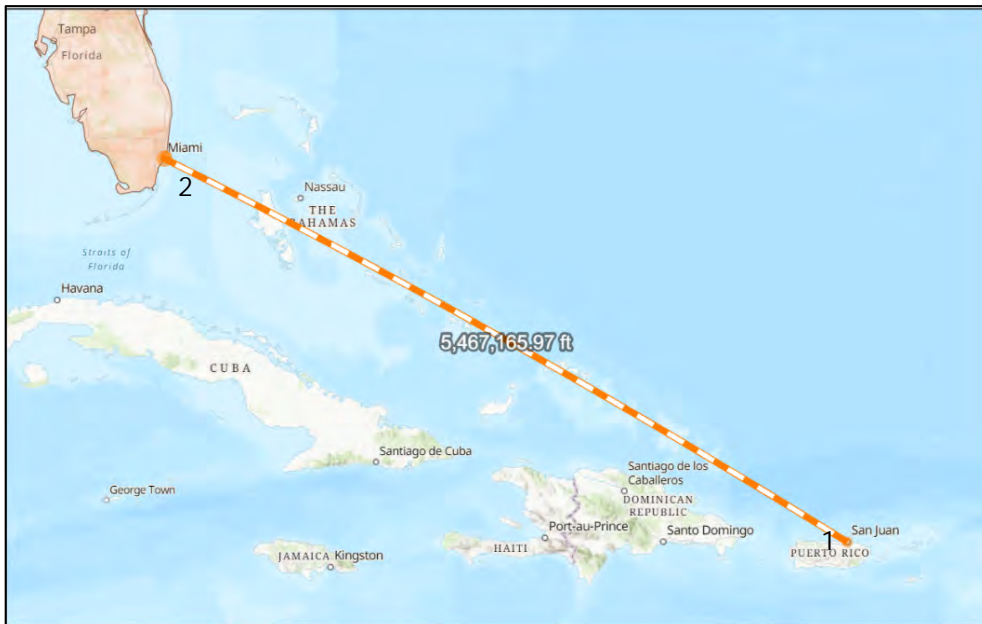 Tampa
Florida
Miami
2
Nassau
THE
BAHAMAS
Straits of
Florida
Havana
5,467,165.97 ft
CUBA
Santiago de Cuba
Santiago de los
Caballeros
George Town
DOMINICAN
REPUBLIC
Port-au-Prince
Santo Domingo
San Juan
1
HAITI
PUERTO RICO
JAMAICA
Kingston